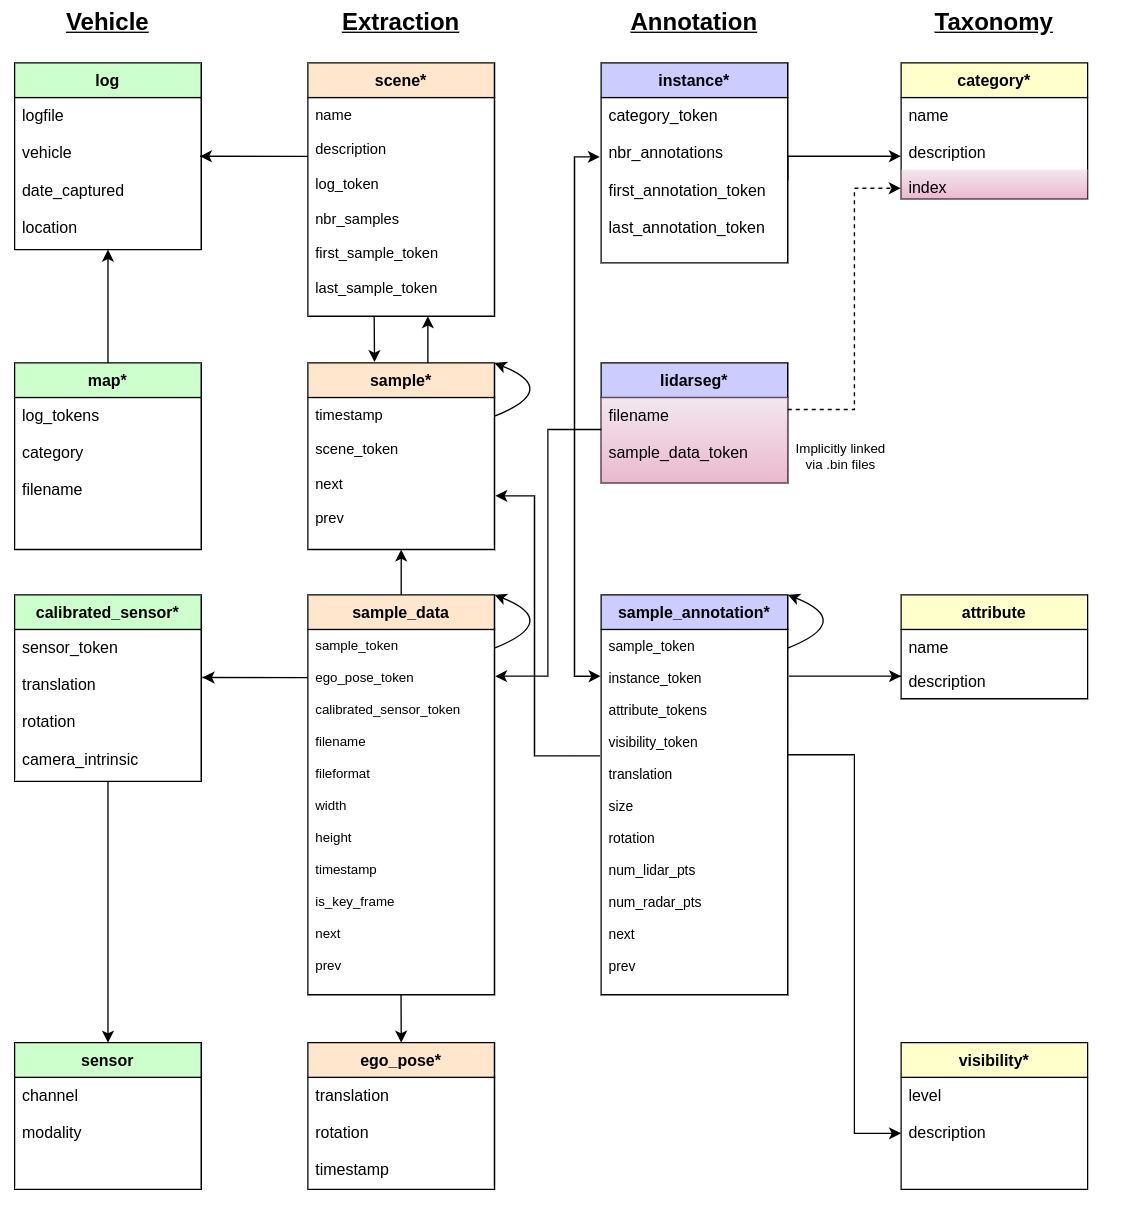 Vehicle
Extraction
Annotation
Taxonomy
log
logfile
vehicle
date_captured
location
scene*
name
description
log_token
nbr_samples
first_sample_token
last_sample_token
instance*
category_token
nbr_annotations
first_annotation_token
last_annotation_token
category*
name
description
index
map*
log_tokens
category
filename
sample*
timestamp
scene_token
next
prev
lidarseg*
filename
sample_data_token
Implicitly linked
via .bin files
calibrated_sensor*
sensor_token
translation
rotation
camera_intrinsic
sample_data
sample_token
ego_pose_token
calibrated_sensor_token
filename
fileformat
width
height
timestamp
is_key_frame
next
prev
sample_annotation*
sample_token
instance_token
attribute_tokens
visibility_token
translation
size
rotation
num_lidar_pts
num_radar_pts
next
prev
attribute
name
description
sensor
channel
modality
ego_pose*
translation
rotation
timestamp
visibility*
level
description